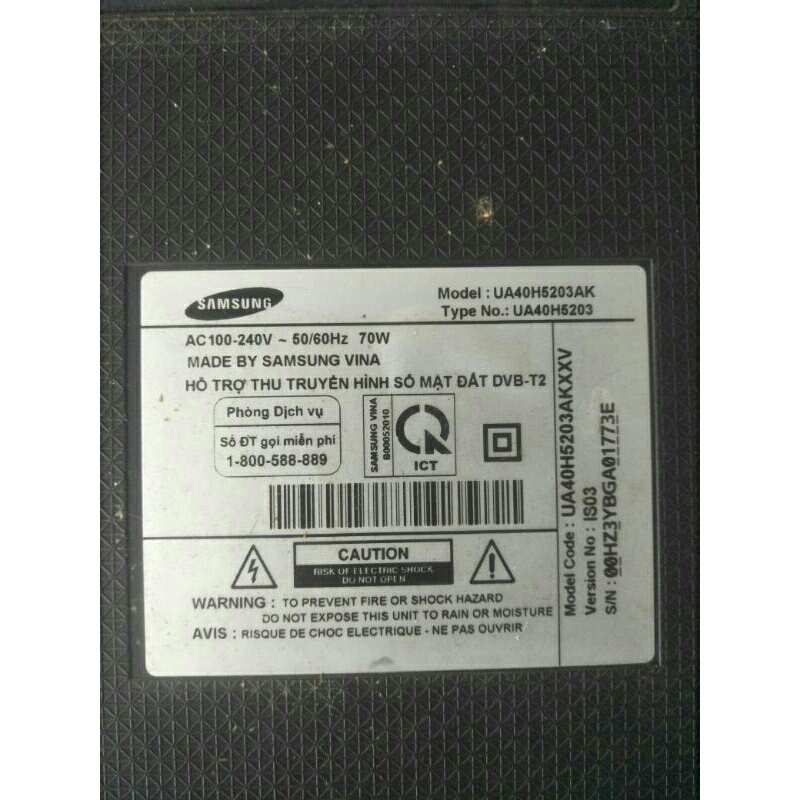 SAMSUNG
Model : UA40H5203AK
Type No.: UA40H5203
AC100-240V ~ 50/60Hz 70W
MADE BY SAMSUNG VINA
HỖ TRỢ THU TRUYỀN HÌNH SỐ MẶT ĐẤT DVB-T2
Phòng Dịch vụ
Số ĐT gọi miễn phí
1-800-588-889
SAMSUNG VINA
B09052010
ICT
CAUTION
RISK OF ELECTRIC SHOCK
DO NOT OPEN
WARNING : TO PREVENT FIRE OR SHOCK HAZARD
DO NOT EXPOSE THIS UNIT TO RAIN OR MOISTURE
AVIS : RISQUE DE CHOC ELECTRIQUE - NE PAS OUVRIR
Model Code : UA40H5203AKXXV
Version No : IS03
S/N : 00HZ3YBGA01773E